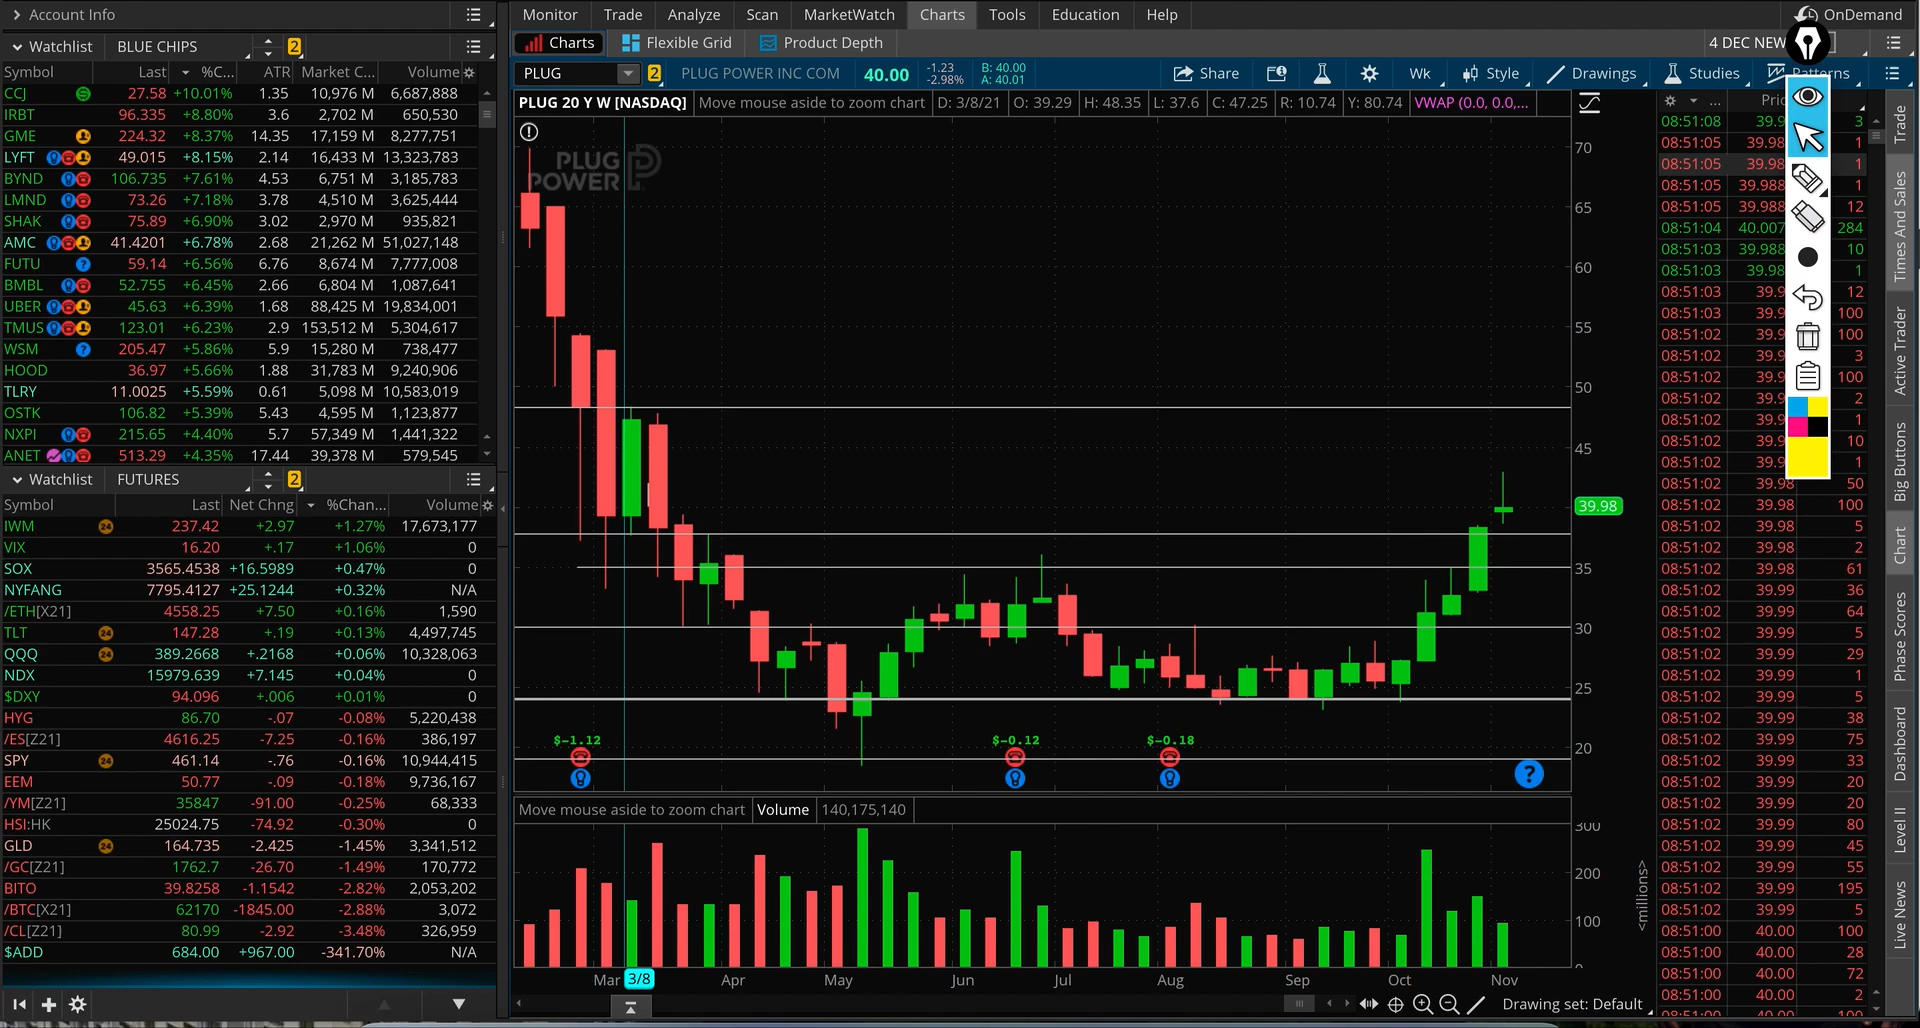 Account Info
Monitor Trade Analyze Scan MarketWatch Charts Tools Education Help
OnDemand
Watchlist BLUE CHIPS 2
Charts Flexible Grid Product Depth
4 DEC NEW
Symbol Last %C... ATR Market C... Volume
PLUG 2 PLUG POWER INC COM 40.00 -1.23 -2.98% B: 40.00 A: 40.01
Share Wk Style Drawings Studies Patterns
CCJ 27.58 +10.01% 1.35 10,976 M 6,687,888
IRBT 96.335 +8.80% 3.6 2,702 M 650,530
GME 224.32 +8.37% 14.35 17,159 M 8,277,751
LYFT 49.015 +8.15% 2.14 16,433 M 13,323,783
BYND 106.735 +7.61% 4.53 6,751 M 3,185,783
LMND 73.26 +7.18% 3.78 4,510 M 3,625,444
SHAK 75.89 +6.90% 3.02 2,970 M 935,821
AMC 41.4201 +6.78% 2.68 21,262 M 51,027,148
FUTU ? 59.14 +6.56% 6.76 8,674 M 7,777,008
BMBL 52.755 +6.45% 2.66 6,804 M 1,087,641
UBER 45.63 +6.39% 1.68 88,425 M 19,834,001
TMUS 123.01 +6.23% 2.9 153,512 M 5,304,617
WSM ? 205.47 +5.86% 5.9 15,280 M 738,477
HOOD 36.97 +5.66% 1.88 31,783 M 9,240,906
TLRY 11.0025 +5.59% 0.61 5,098 M 10,583,019
OSTK 106.82 +5.39% 5.43 4,595 M 1,123,877
NXPI 215.65 +4.40% 5.7 57,349 M 1,441,322
ANET 513.29 +4.35% 17.44 39,378 M 579,545
Watchlist FUTURES 2
Symbol Last Net Chng %Chan... Volume
IWM 24 237.42 +2.97 +1.27% 17,673,177
VIX 16.20 +.17 +1.06% 0
SOX 3565.4538 +16.5989 +0.47% 0
NYFANG 7795.4127 +25.1244 +0.32% N/A
/ETH[X21] 4558.25 +7.50 +0.16% 1,590
TLT 24 147.28 +.19 +0.13% 4,497,745
QQQ 24 389.2668 +.2168 +0.06% 10,328,063
NDX 15979.639 +7.145 +0.04% 0
$DXY 94.096 +.006 +0.01% 0
HYG 86.70 -.07 -0.08% 5,220,438
/ES[Z21] 4616.25 -7.25 -0.16% 386,197
SPY 24 461.14 -.76 -0.16% 10,944,415
EEM 50.77 -.09 -0.18% 9,736,167
/YM[Z21] 35847 -91.00 -0.25% 68,333
HSI:HK 25024.75 -74.92 -0.30% 0
GLD 24 164.735 -2.425 -1.45% 3,341,512
/GC[Z21] 1762.7 -26.70 -1.49% 170,772
BITO 39.8258 -1.1542 -2.82% 2,053,202
/BTC[X21] 62170 -1845.00 -2.88% 3,072
/CL[Z21] 80.99 -2.92 -3.48% 326,959
$ADD 684.00 +967.00 -341.70% N/A
PLUG 20 Y W [NASDAQ] Move mouse aside to zoom chart D: 3/8/21 O: 39.29 H: 48.35 L: 37.6 C: 47.25 R: 10.74 Y: 80.74 VWAP (0.0, 0.0,...
PLUG
POWER
70
65
60
55
50
45
39.98
35
30
25
20
$-1.12 $-0.12 $-0.18
?
Move mouse aside to zoom chart Volume 140,175,140
300
200
100
0
<millions>
Mar 3/8 Apr May Jun Jul Aug Sep Oct Nov
Drawing set: Default
...
08:51:08 39.9 3
08:51:05 39.98 1
08:51:05 39.98 1
08:51:05 39.988 1
08:51:05 39.988 12
08:51:04 40.007 284
08:51:03 39.988 10
08:51:03 39.98 1
08:51:03 39.9 12
08:51:03 39.9 100
08:51:02 39.9 100
08:51:02 39.9 3
08:51:02 39.9 100
08:51:02 39.9 2
08:51:02 39.9 1
08:51:02 39.9 10
08:51:02 39.9 1
08:51:02 39.98 50
08:51:02 39.98 100
08:51:02 39.98 5
08:51:02 39.98 2
08:51:02 39.98 61
08:51:02 39.99 36
08:51:02 39.99 64
08:51:02 39.99 5
08:51:02 39.99 29
08:51:02 39.99 1
08:51:02 39.99 5
08:51:02 39.99 38
08:51:02 39.99 75
08:51:02 39.99 33
08:51:02 39.99 20
08:51:02 39.99 20
08:51:02 39.99 80
08:51:02 39.99 45
08:51:02 39.99 55
08:51:02 39.99 195
08:51:02 39.99 5
08:51:00 40.00 100
08:51:00 40.00 28
08:51:00 40.00 72
08:51:00 40.00 2
Trade
Times And Sales
Active Trader
Big Buttons
Chart
Phase Scores
Dashboard
Level II
Live News